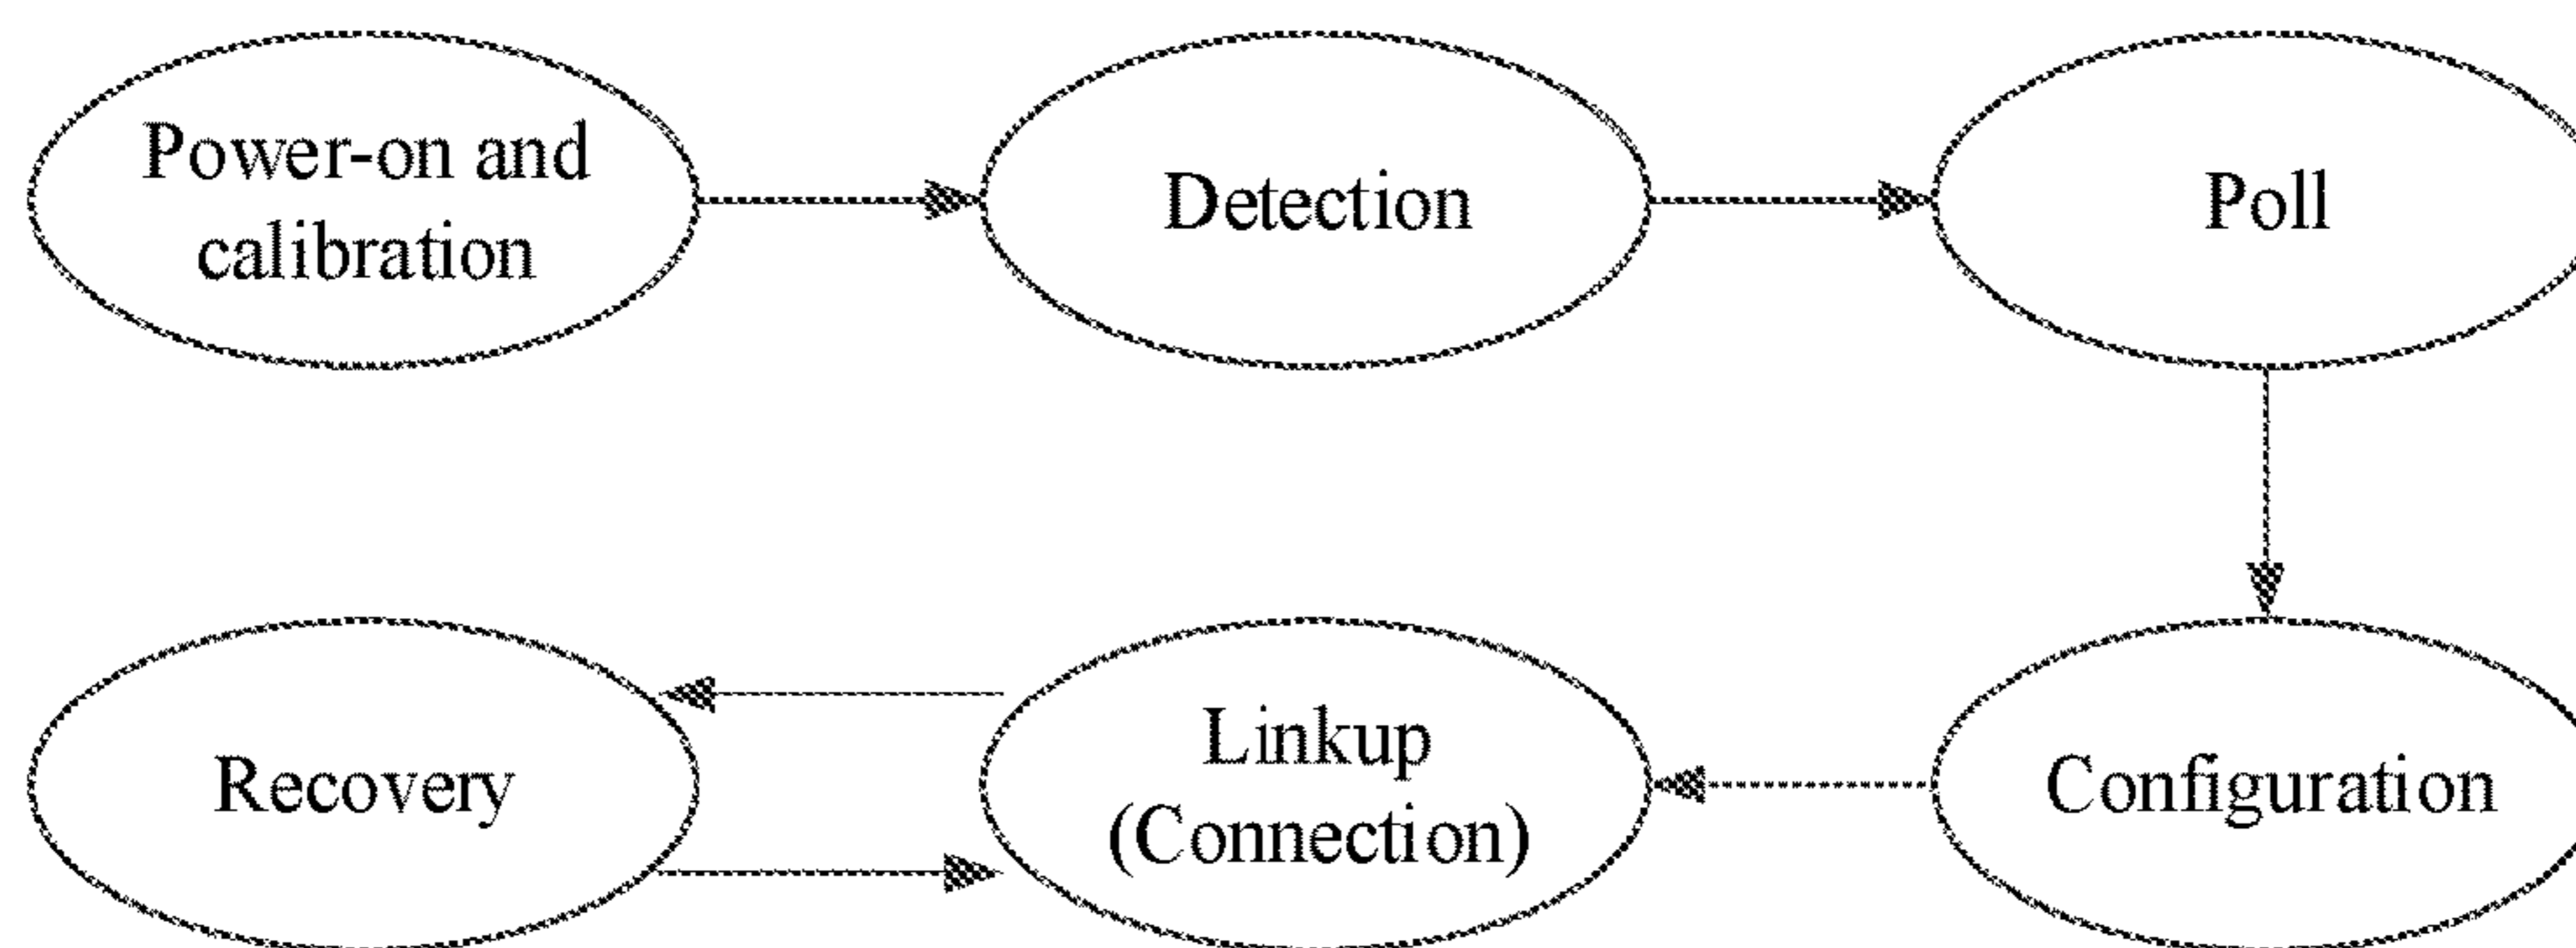 Power-on and
calibration
Detection
Poll
Recovery
Linkup
(Connection)
Configuration